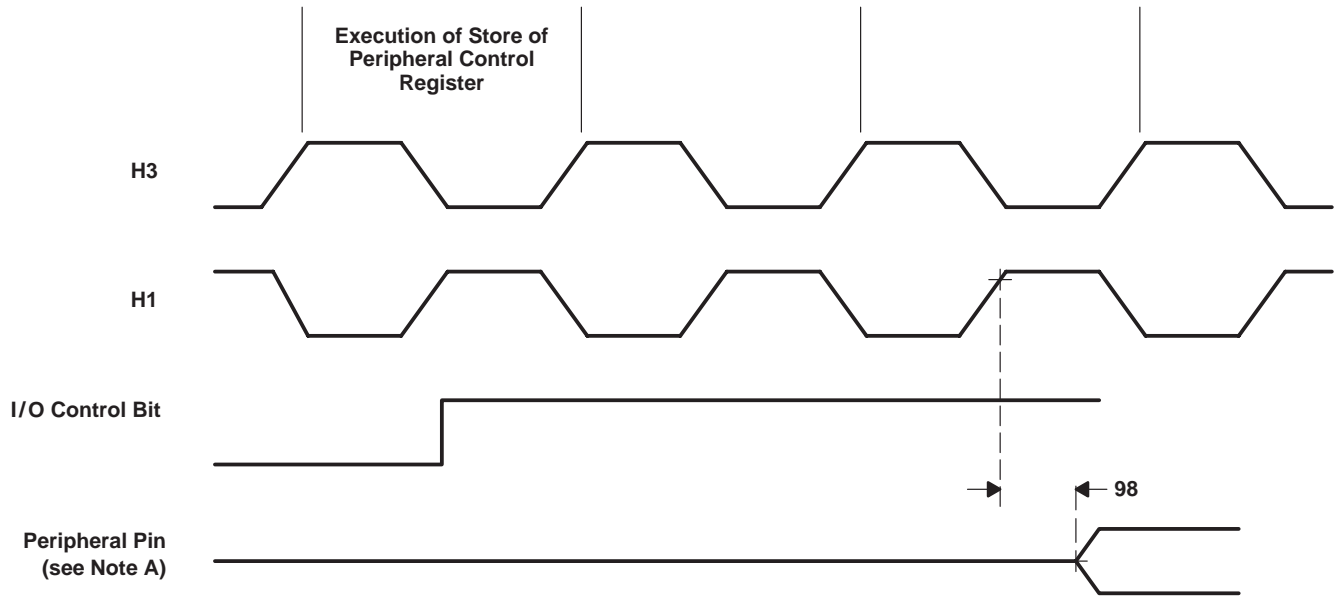 Execution of Store of
Peripheral Control
Register
H3
H1
I/O Control Bit
98
Peripheral Pin
(see Note A)